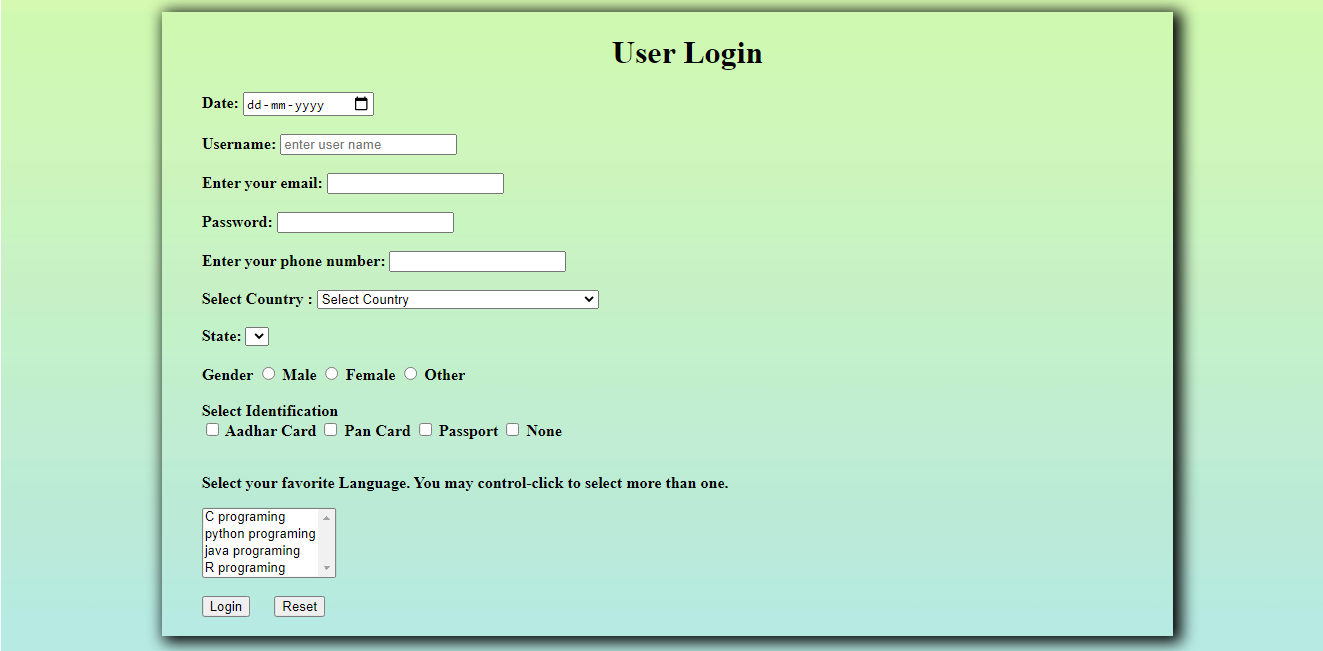 User Login
Date: dd-mm-yyyy
Username: enter user name
Enter your email:
Password:
Enter your phone number:
Select Country : Select Country
State:
Gender Male Female Other
Select Identification
Aadhar Card Pan Card Passport None
Select your favorite Language. You may control-click to select more than one.
C programing
python programing
java programing
R programing
Login Reset